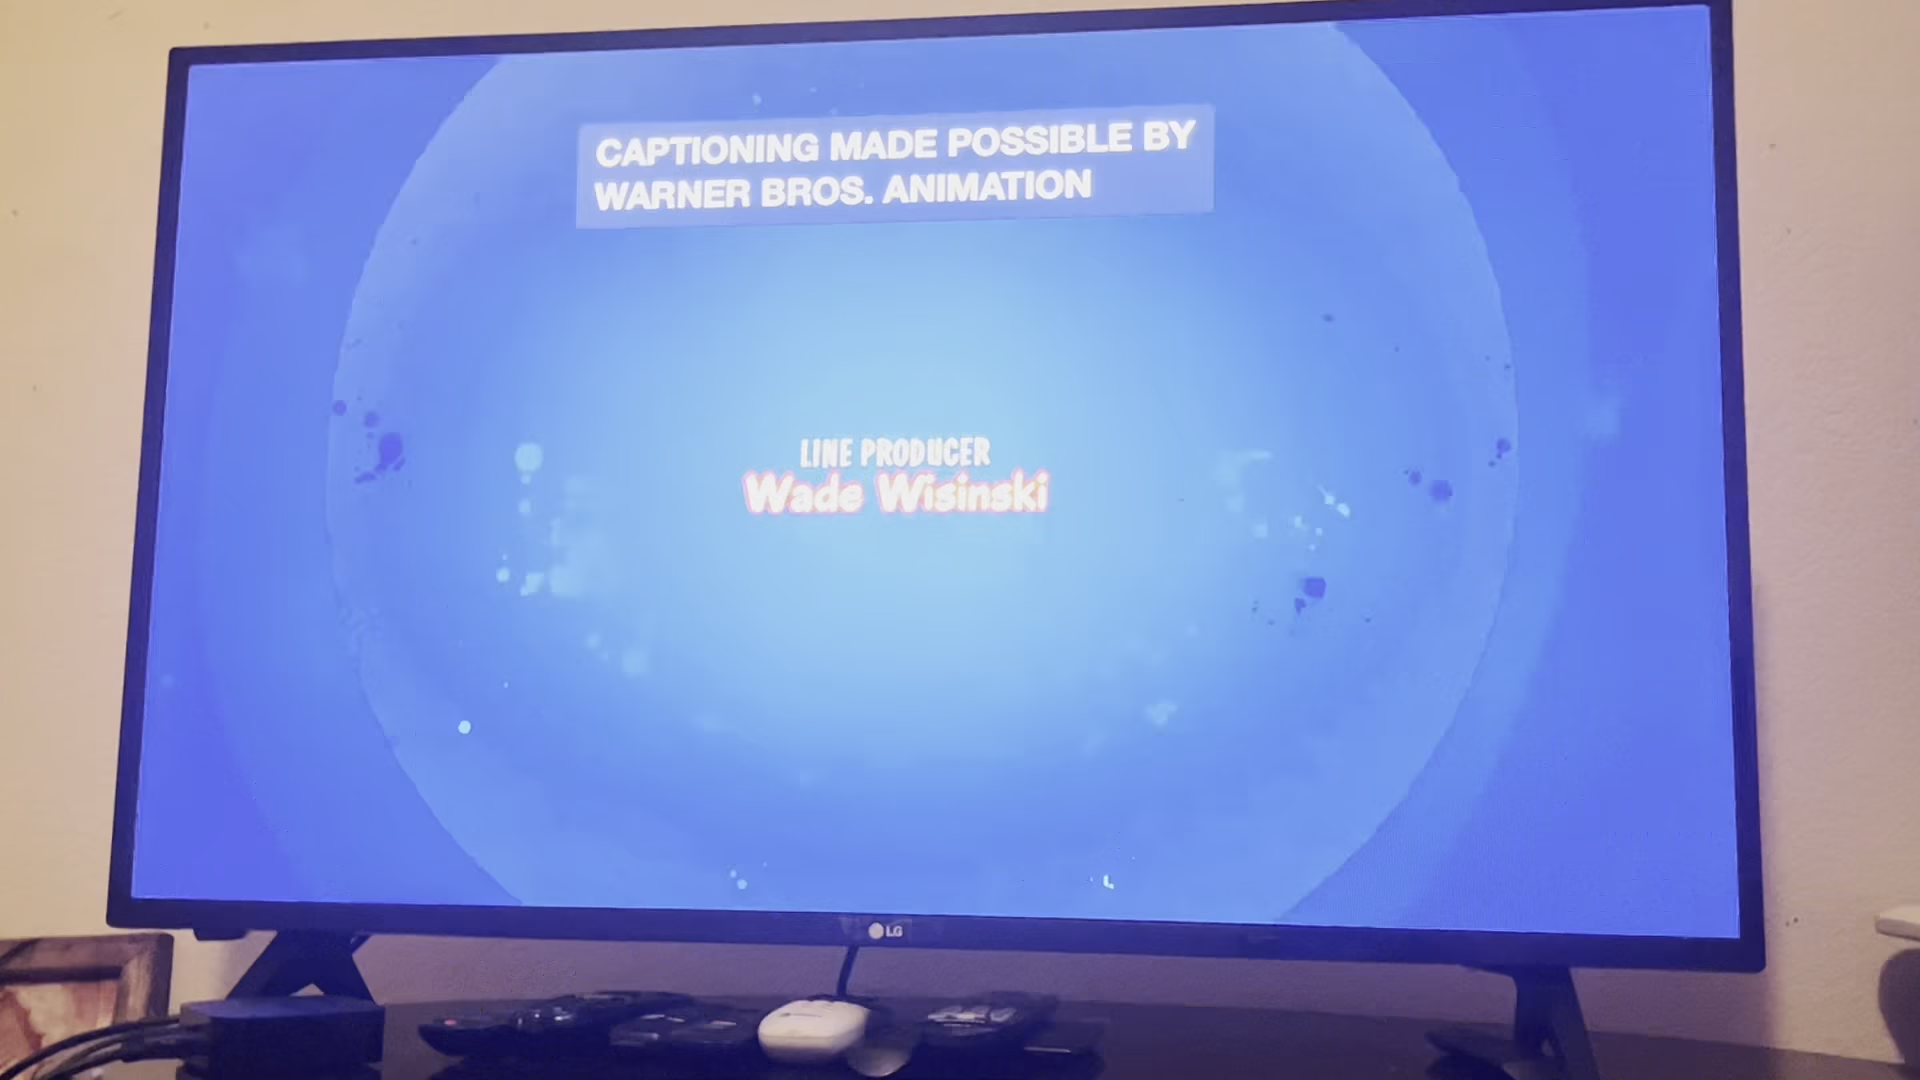 CAPTIONING MADE POSSIBLE BY
WARNER BROS. ANIMATION
LINE PRODUCER
Wade Wisinski
LG